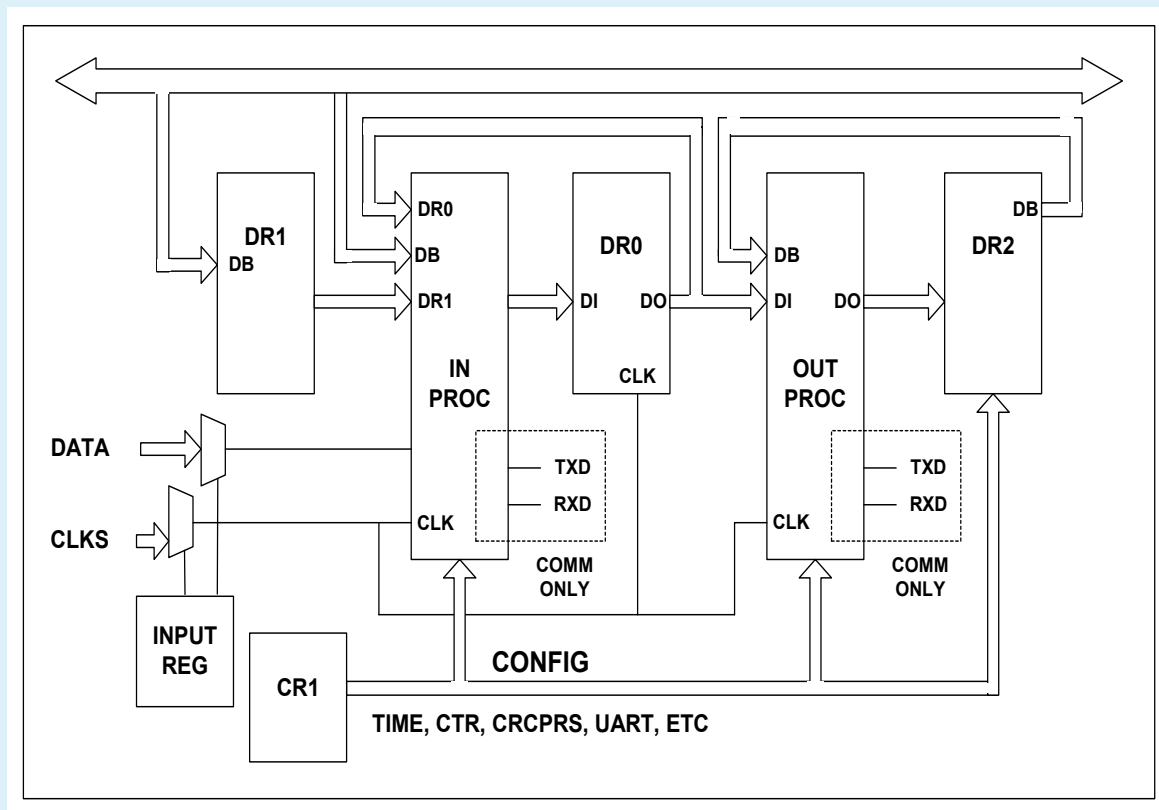 DR1
DB
DR0
DB
DR1
IN
PROC
CLK
TXD
RXD
COMM
ONLY
DR0
DI
DO
CLK
DB
DI
DO
OUT
PROC
CLK
TXD
RXD
COMM
ONLY
DB
DR2
DATA
CLKS
INPUT
REG
CR1
CONFIG
TIME, CTR, CRCPRS, UART, ETC